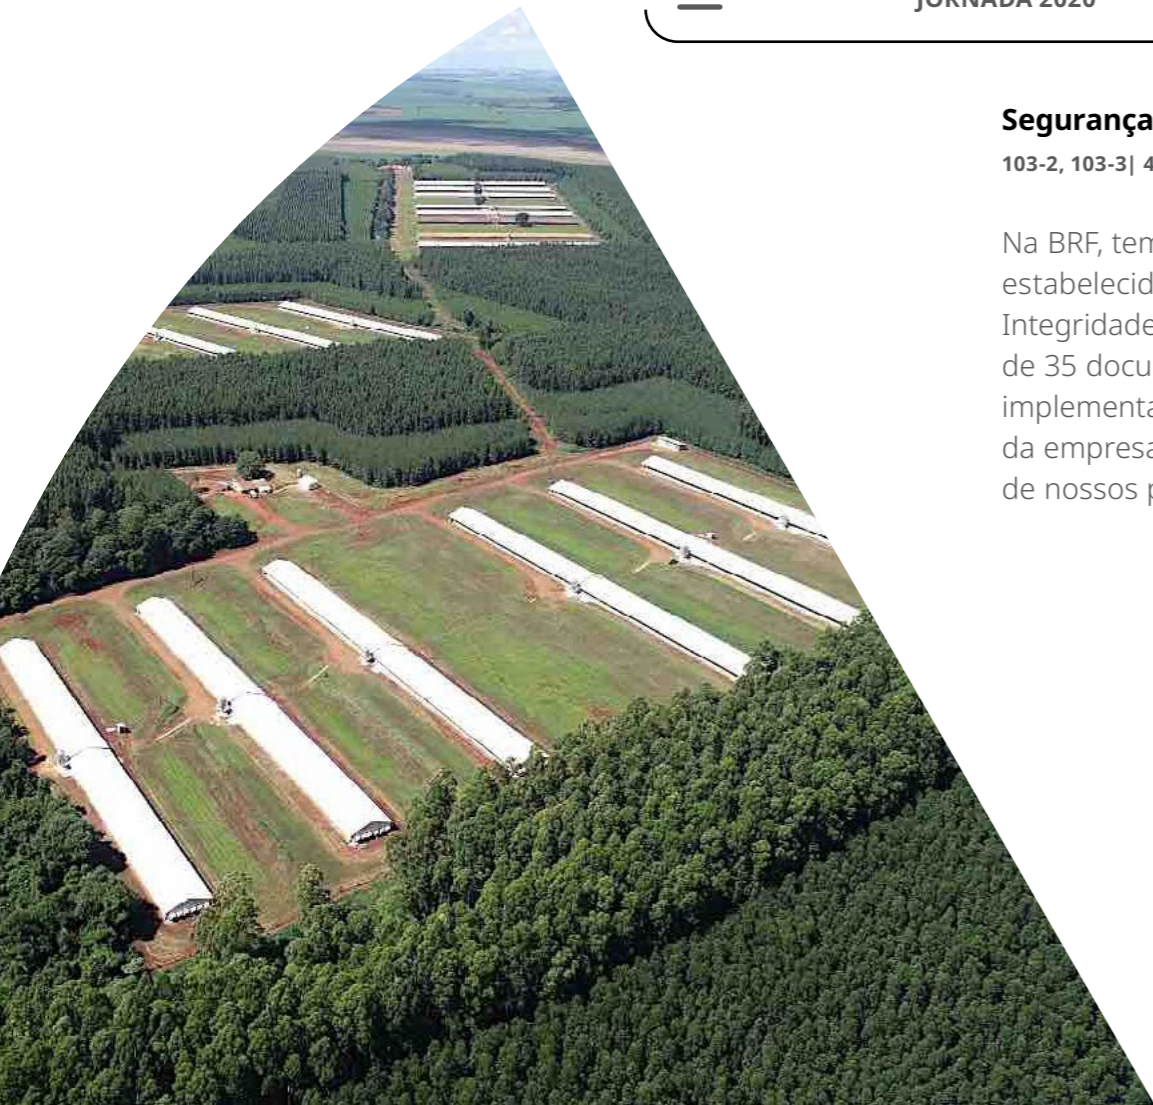 JORNADA 2020
Segurança
103-2, 103-3| 4
Na BRF, tem
estabelecid
Integridade
de 35 docu
implementa
da empresa
de nossos p